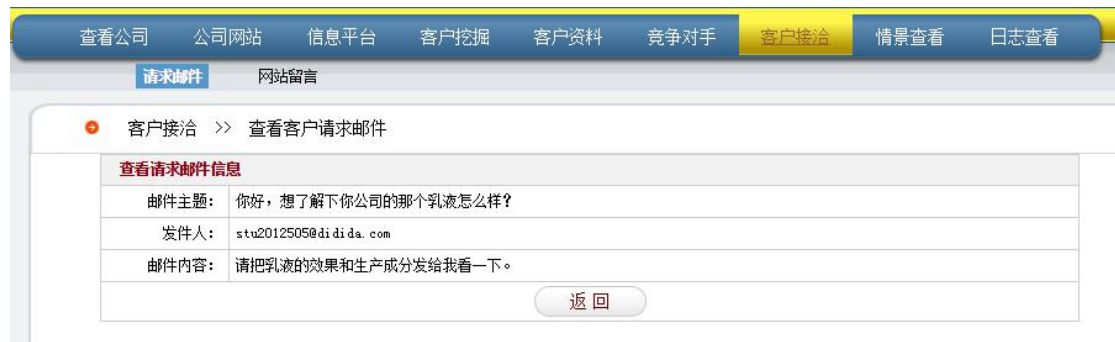 查看公司 公司网站 信息平台 客户挖掘 客户资料 竞争对手 客户接洽 情景查看 日志查看
请求邮件 网站留言
客户接洽 >> 查看客户请求邮件
查看请求邮件信息
邮件主题： 你好，想了解下你公司的那个乳液怎么样？
发件人： stu2012505@didida.com
邮件内容： 请把乳液的效果和生产成分发给我看一下。
返回